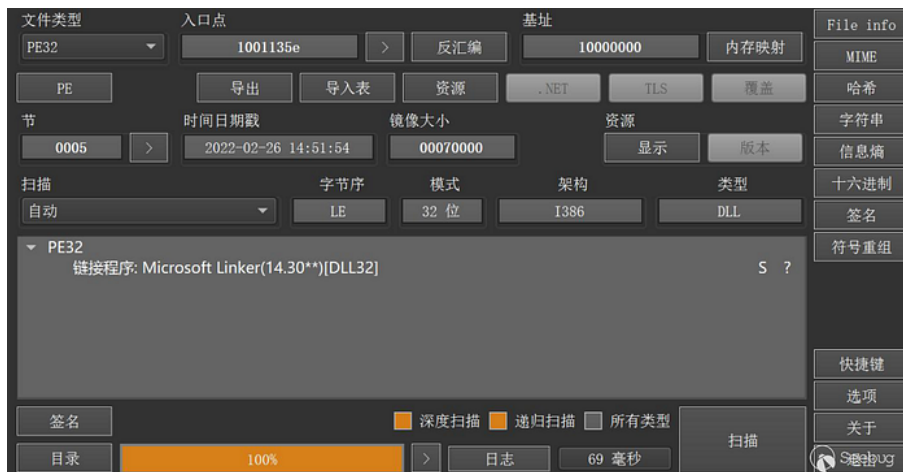 文件类型 入口点 基址 File info
PE32 1001135e > 反汇编 10000000 内存映射 MIME
PE 导出 导入表 资源 .NET TLS 覆盖 哈希
节 时间日期戳 镜像大小 资源 字符串
0005 > 2022-02-26 14:51:54 00070000 显示 版本 信息熵
扫描 字节序 模式 架构 类型 十六进制
自动 LE 32 位 I386 DLL 签名
PE32 符号重组
链接程序: Microsoft Linker(14.30**)[DLL32] S ?
快捷键
选项
签名 深度扫描 递归扫描 所有类型 扫描 关于
目录 100% > 日志 69 毫秒 Seebug